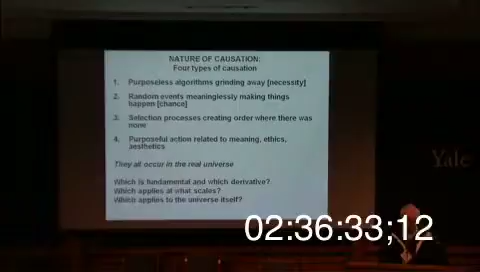 NATURE OF CAUSATION:
Four types of causation
1. Purposeless algorithms grinding away [necessity]
2. Random events meaninglessly making things
happen [chance]
3. Selection processes creating order where there was
none
4. Purposeful action related to meaning, ethics,
aesthetics
They all occur in the real universe
Which is fundamental and which derivative?
Which applies at what scales?
Which applies to the universe itself?
Yale
02:36:33;12